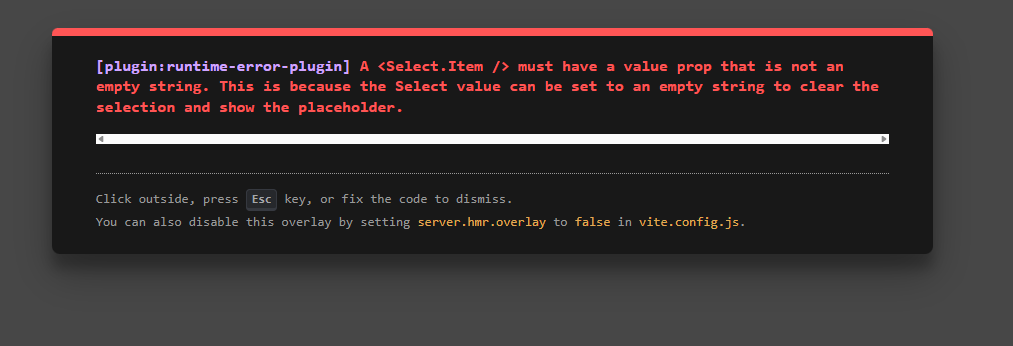 [plugin:runtime-error-plugin] A <Select.Item /> must have a value prop that is not an
empty string. This is because the Select value can be set to an empty string to clear the
selection and show the placeholder.
Click outside, press Esc key, or fix the code to dismiss.
You can also disable this overlay by setting server.hmr.overlay to false in vite.config.js.